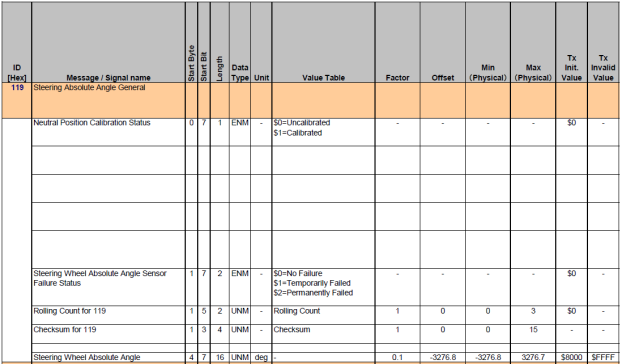 ID [Hex] Message / Signal name Start Byte Start Bit Length Data Type Unit Value Table Factor Offset Min (Physical) Max (Physical) Tx Init. Value Tx Invalid Value
119 Steering Absolute Angle General
Neutral Position Calibration Status 0 7 1 ENM - $0=Uncalibrated - - - - $0 -
$1=Calibrated
Steering Wheel Absolute Angle Sensor 1 7 2 ENM - $0=No Failure - - - - $0 -
Failure Status $1=Temporarily Failed
$2=Permanently Failed
Rolling Count for 119 1 5 2 UNM - Rolling Count 1 0 0 3 $0 -
Checksum for 119 1 3 4 UNM - Checksum 1 0 0 15 - -
Steering Wheel Absolute Angle 4 7 16 UNM deg - 0.1 -3276.8 -3276.8 3276.7 $8000 $FFFF